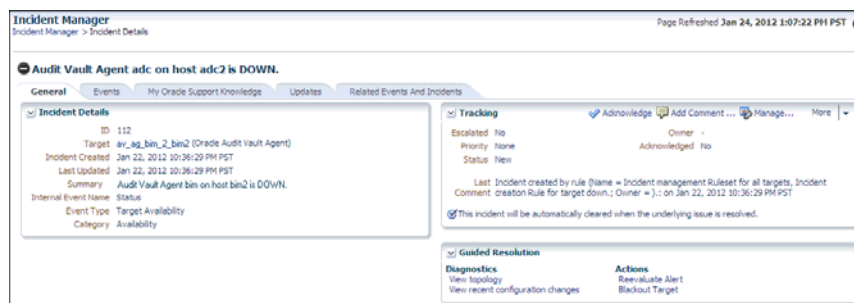 Incident Manager
Page Refreshed Jan 24, 2012 1:07:22 PM PST
Incident Manager > Incident Details
Audit Vault Agent adc on host adc2 is DOWN.
General
Events
My Oracle Support Knowledge
Updates
Related Events And Incidents
Incident Details
ID 112
Target av_ag_bim_2_bim2 (Oracle Audit Vault Agent)
Incident Created Jan 22, 2012 10:36:29 PM PST
Last Updated Jan 22, 2012 10:36:29 PM PST
Summary Audit Vault Agent bim on host bim2 is DOWN.
Internal Event Name Status
Event Type Target Availability
Category Availability
Tracking
Acknowledge Add Comment ... Manage... More
Escalated No Owner -
Priority None Acknowledged No
Status New
Last Incident created by rule (Name = Incident management Ruleset for all targets, Incident
Comment creation Rule for target down.; Owner = ).: on Jan 22, 2012 10:36:29 PM PST
This incident will be automatically cleared when the underlying issue is resolved.
Guided Resolution
Diagnostics
View topology
View recent configuration changes
Actions
Reevaluate Alert
Blackout Target